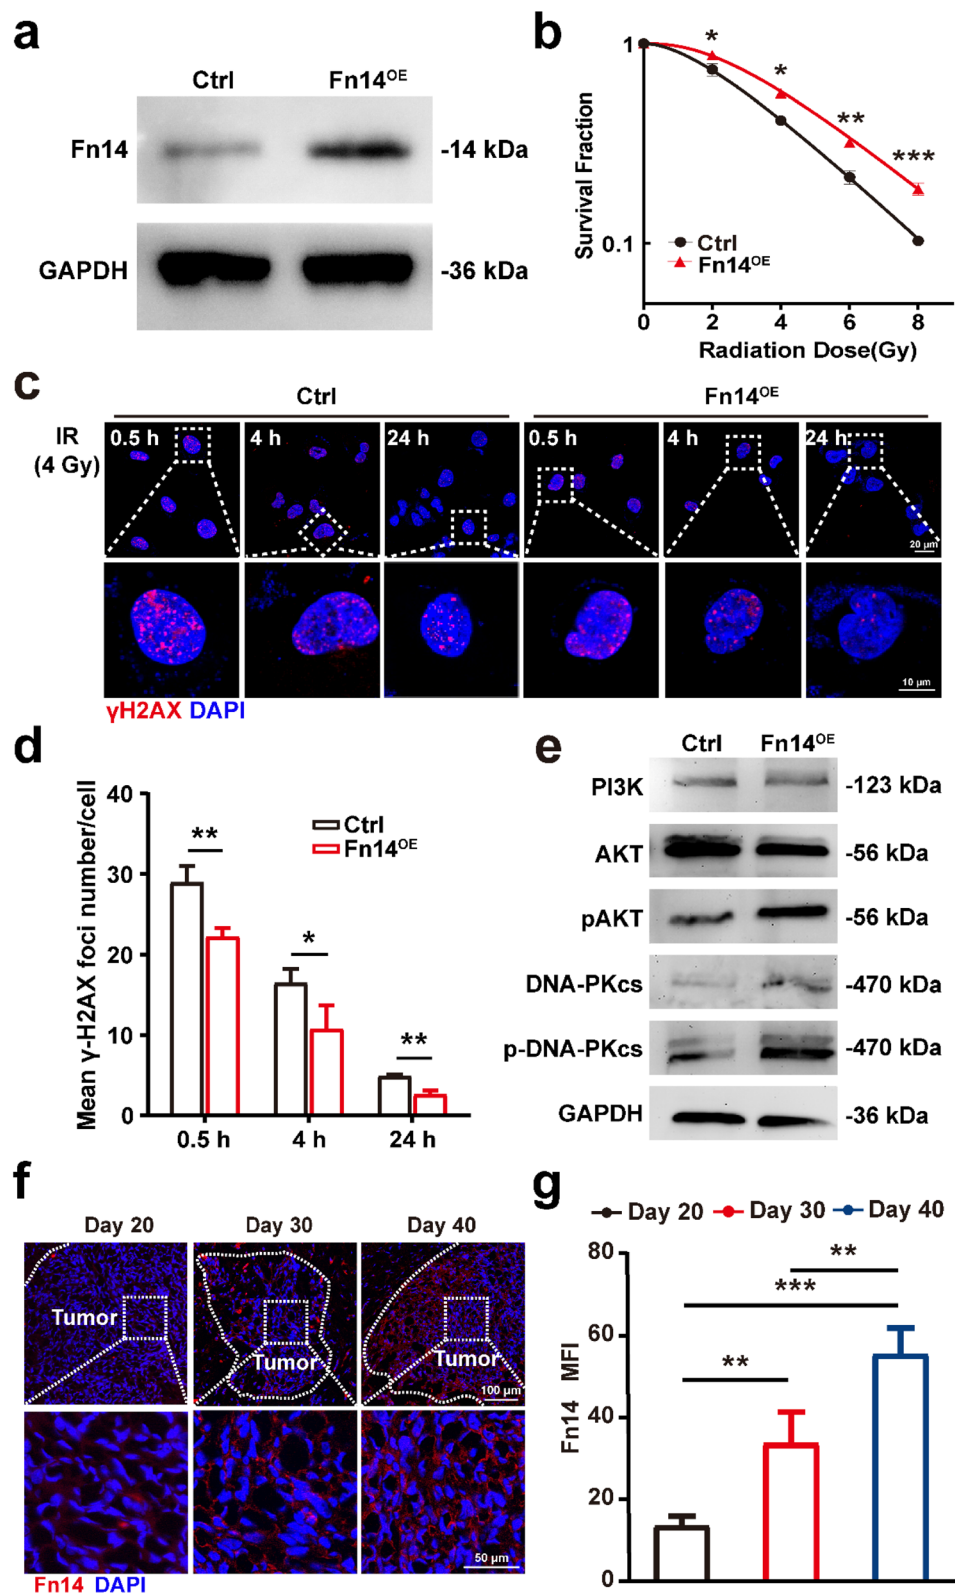 a
Ctrl Fn14OE
Fn14 -14 kDa
GAPDH -36 kDa
b
Survival Fraction
1
0.1
* * ** ***
Ctrl
Fn14OE
0 2 4 6 8
Radiation Dose(Gy)
c
Ctrl Fn14OE
IR
(4 Gy)
0.5 h 4 h 24 h 0.5 h 4 h 24 h
20 μm
10 μm
γH2AX DAPI
d
Mean γ-H2AX foci number/cell
40
30
20
10
0
Ctrl
Fn14OE
** * **
0.5 h 4 h 24 h
e
Ctrl Fn14OE
PI3K -123 kDa
AKT -56 kDa
pAKT -56 kDa
DNA-PKcs -470 kDa
p-DNA-PKcs -470 kDa
GAPDH -36 kDa
f
Day 20 Day 30 Day 40
Tumor Tumor Tumor
100 μm
50 μm
Fn14 DAPI
g
Day 20 Day 30 Day 40
Fn14 MFI
80
60
40
20
0
**
***
**